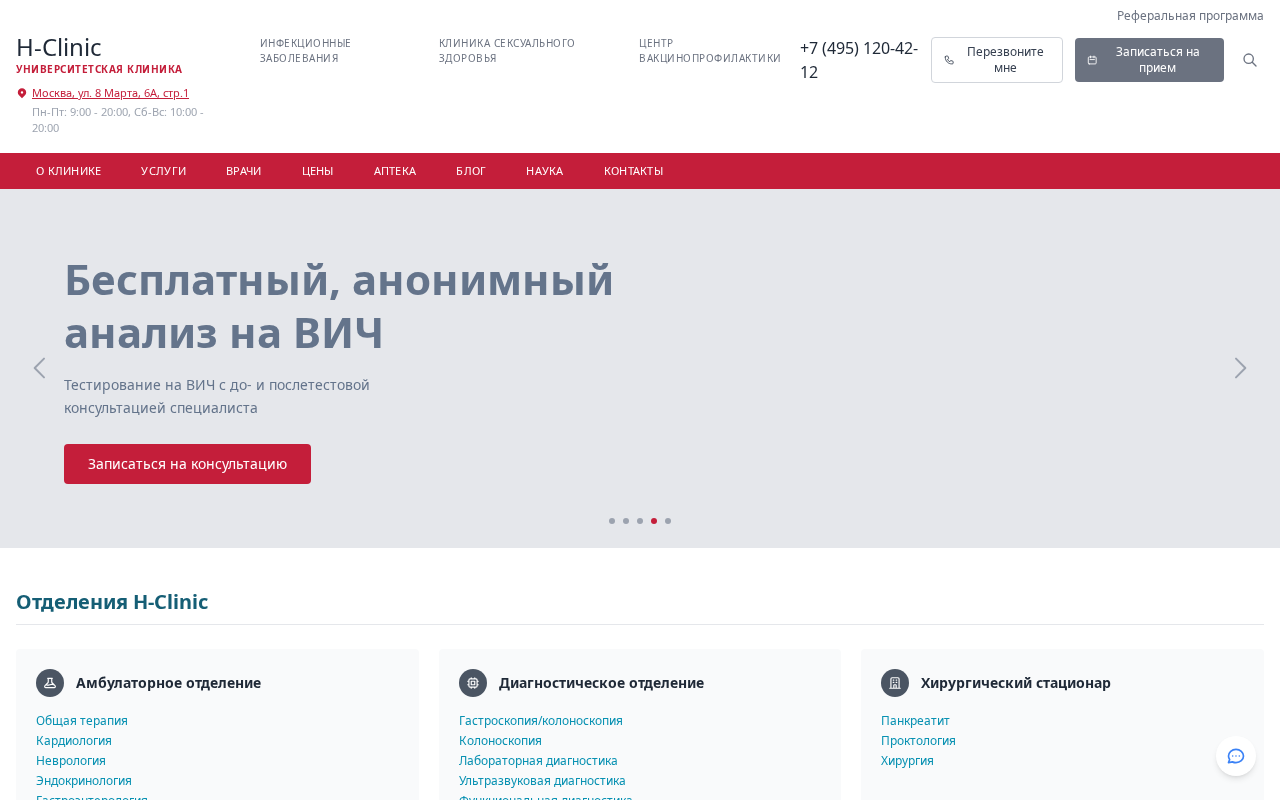 Реферальная программа
H-Clinic
УНИВЕРСИТЕТСКАЯ КЛИНИКА
Москва, ул. 8 Марта, 6А, стр.1
Пн-Пт: 9:00 - 20:00, Сб-Вс: 10:00 -
20:00
ИНФЕКЦИОННЫЕ
ЗАБОЛЕВАНИЯ
КЛИНИКА СЕКСУАЛЬНОГО
ЗДОРОВЬЯ
ЦЕНТР
ВАКЦИНОПРОФИЛАКТИКИ
+7 (495) 120-42-
12
Перезвоните
мне
Записаться на
прием
О КЛИНИКЕ
УСЛУГИ
ВРАЧИ
ЦЕНЫ
АПТЕКА
БЛОГ
НАУКА
КОНТАКТЫ
Бесплатный, анонимный
анализ на ВИЧ
Тестирование на ВИЧ с до- и послетестовой
консультацией специалиста
Записаться на консультацию
Отделения H-Clinic
Амбулаторное отделение
Общая терапия
Кардиология
Неврология
Эндокринология
Гастроэнтерология
Диагностическое отделение
Гастроскопия/колоноскопия
Колоноскопия
Лабораторная диагностика
Ультразвуковая диагностика
Функциональная диагностика
Хирургический стационар
Панкреатит
Проктология
Хирургия